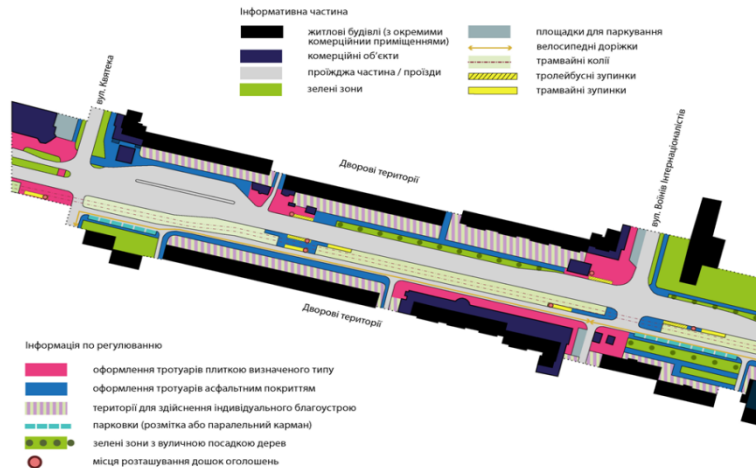 Інформативна частина
житлові будівлі (з окремими
комерційний приміщеннями)
комерційні об'єкти
проїжджа частина / проїзди
зелені зони
площадки для паркування
велосипедні доріжки
трамвайні колії
тролейбусні зупинки
трамвайні зупинки
вул. Квятека
Дворові території
вул. Воїнів Інтернаціоналістів
Дворові території
Інформація по регулюванню
оформлення тротуарів плиткою визначеного типу
оформлення тротуарів асфальтним покриттям
території для здійснення індивідуального благоустрою
парковки (розмітка або паралельний карман)
зелені зони з вуличною посадкою дерев
місця розташування дошок оголошень